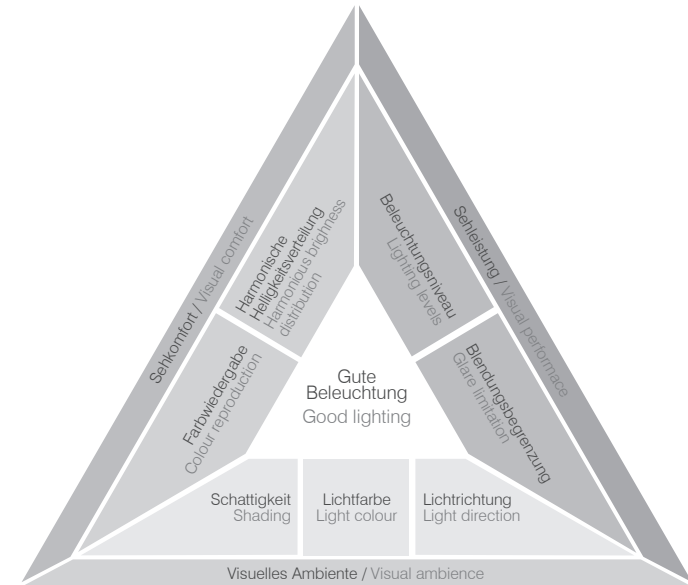 Sehkomfort / Visual comfort
Harmonische
Helligkeitsverteilung
Harmonious brighness
distribution
Farbwiedergabe
Colour reproduction
Beleuchtungsniveau
Lighting levels
Sehleistung / Visual performace
Blendungsbegrenzung
Glare limitation
Gute
Beleuchtung
Good lighting
Schattigkeit
Shading
Lichtfarbe
Light colour
Lichtrichtung
Light direction
Visuelles Ambiente / Visual ambience